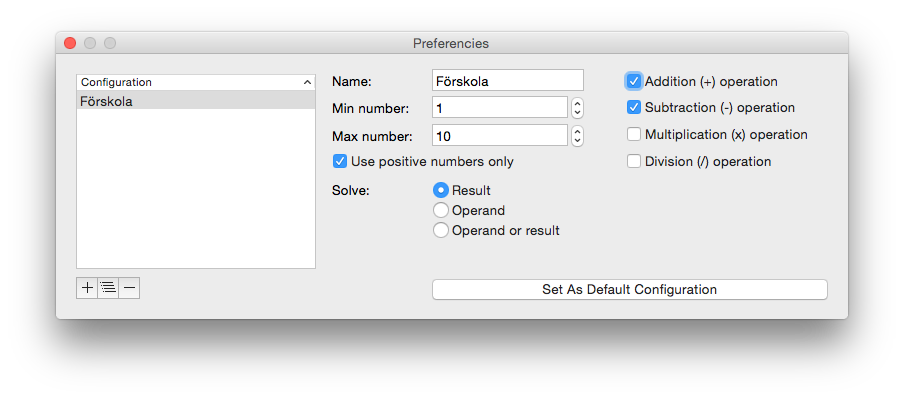 Preferencies
Configuration
Förskola
Name: Förskola
Min number: 1
Max number: 10
Use positive numbers only
Solve: Result
Operand
Operand or result
Addition (+) operation
Subtraction (-) operation
Multiplication (x) operation
Division (/) operation
Set As Default Configuration